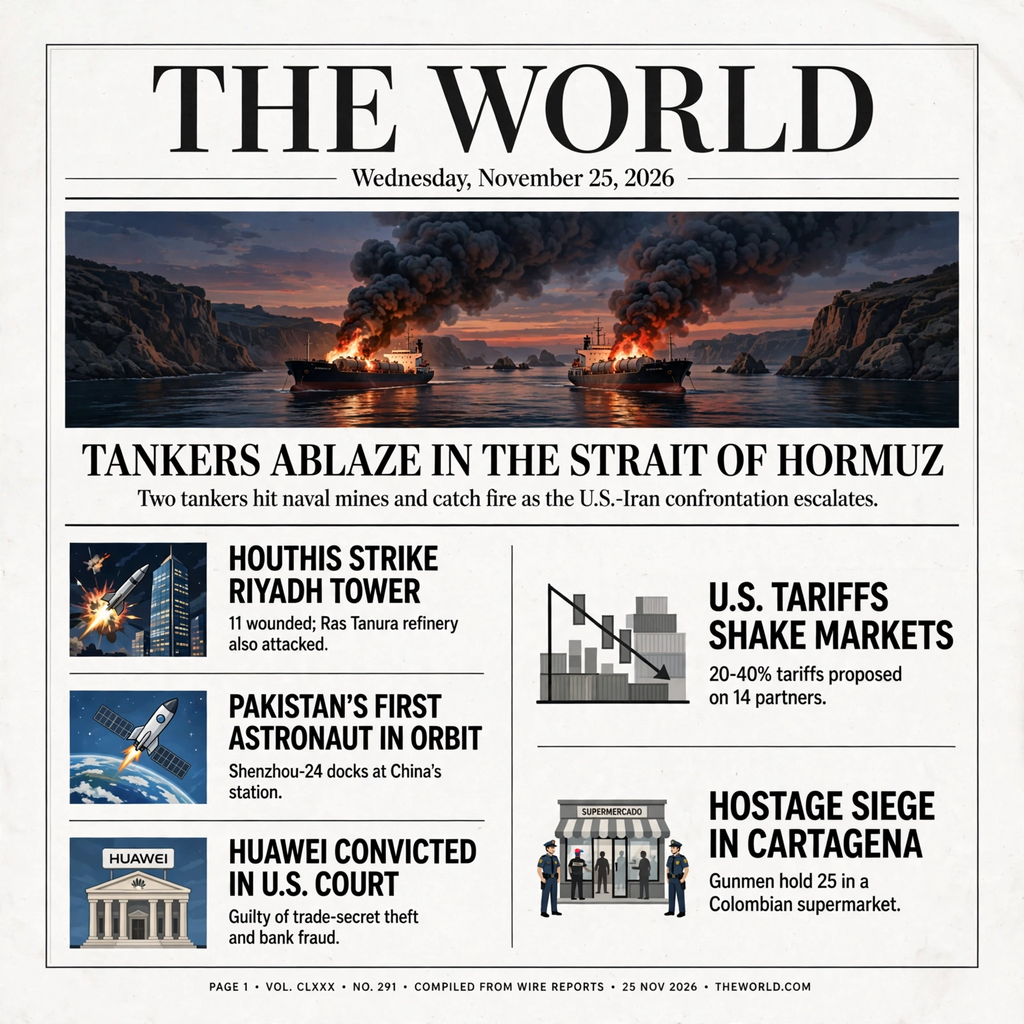 THE WORLD
Wednesday, November 25, 2026
TANKERS ABLAZE IN THE STRAIT OF HORMUZ
Two tankers hit naval mines and catch fire as the U.S.-Iran confrontation escalates.
HOUTHIS STRIKE
RIYADH TOWER
11 wounded; Ras Tanura refinery
also attacked.
PAKISTAN'S FIRST
ASTRONAUT IN ORBIT
Shenzhou-24 docks at China's
station.
HUAWEI
HUAWEI CONVICTED
IN U.S. COURT
Guilty of trade-secret theft
and bank fraud.
U.S. TARIFFS
SHAKE MARKETS
20-40% tariffs proposed
on 14 partners.
SUPERMERCADO
HOSTAGE SIEGE
IN CARTAGENA
Gunmen hold 25 in a
Colombian supermarket.
PAGE 1 • VOL. CLXXX • NO. 291 • COMPILED FROM WIRE REPORTS • 25 NOV 2026 • THEWORLD.COM